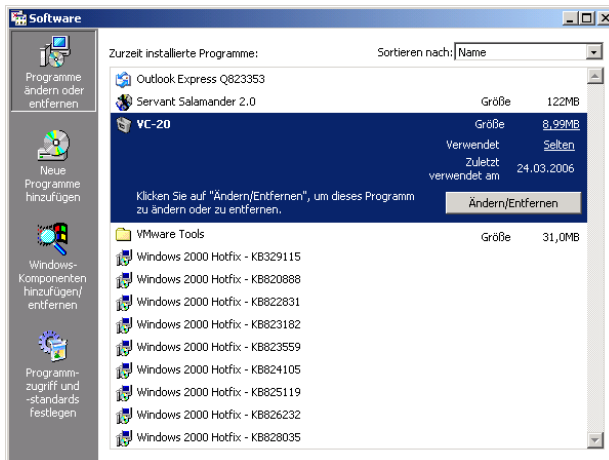 Software
Programme
ändern oder
entfernen
Neue
Programme
hinzufügen
Windows-
Komponenten
hinzufügen/
entfernen
Programm-
zugriff und
-standards
festlegen
Zurzeit installierte Programme:
Sortieren nach: Name
Outlook Express Q823353
Servant Salamander 2.0 Größe 122MB
VC-20 Größe 8,99MB
Verwendet Selten
Zuletzt
verwendet am 24.03.2006
Klicken Sie auf "Ändern/Entfernen", um dieses Programm
zu ändern oder zu entfernen.
Ändern/Entfernen
VMware Tools Größe 31,0MB
Windows 2000 Hotfix - KB329115
Windows 2000 Hotfix - KB820888
Windows 2000 Hotfix - KB822831
Windows 2000 Hotfix - KB823182
Windows 2000 Hotfix - KB823559
Windows 2000 Hotfix - KB824105
Windows 2000 Hotfix - KB825119
Windows 2000 Hotfix - KB826232
Windows 2000 Hotfix - KB828035